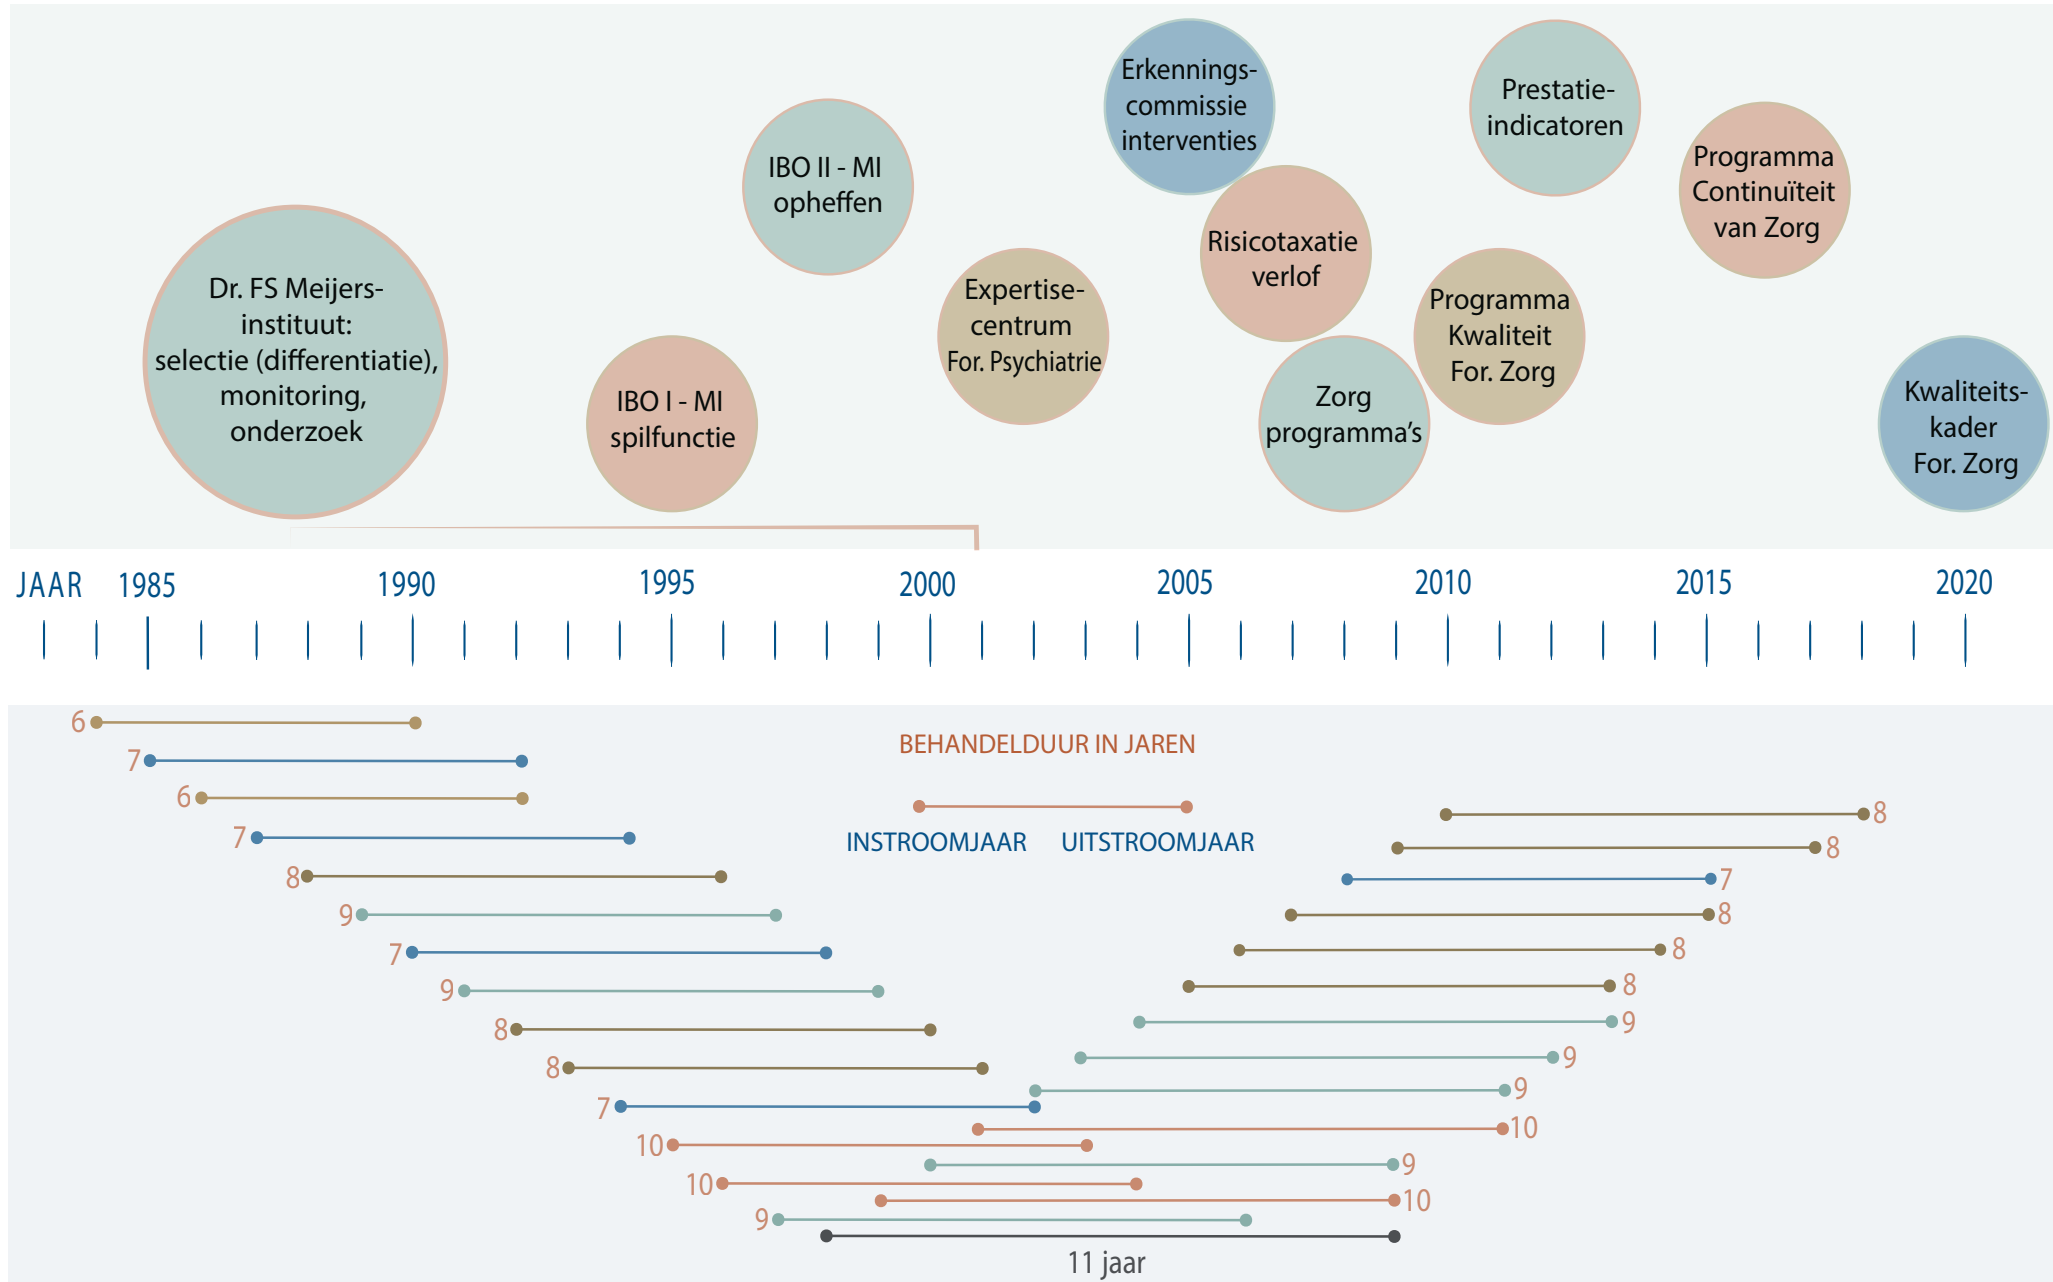 Dr. FS Meijers-
instituut:
selectie (differentiatie),
monitoring,
onderzoek
IBO I - MI
spilfunctie
IBO II - MI
opheffen
Expertise-
centrum
For. Psychiatrie
Erkennings-
commissie
interventies
Risicotaxatie
verlof
Zorg
programma's
Programma
Kwaliteit
For. Zorg
Prestatie-
indicatoren
Programma
Continuïteit
van Zorg
Kwaliteits-
kader
For. Zorg
JAAR 1985 1990 1995 2000 2005 2010 2015 2020
BEHANDELDUUR IN JAREN
INSTROOMJAAR UITSTROOMJAAR
6
7
6
7
8
9
7
9
8
8
7
10
10
9
8
8
7
8
8
8
9
9
9
10
9
10
11 jaar